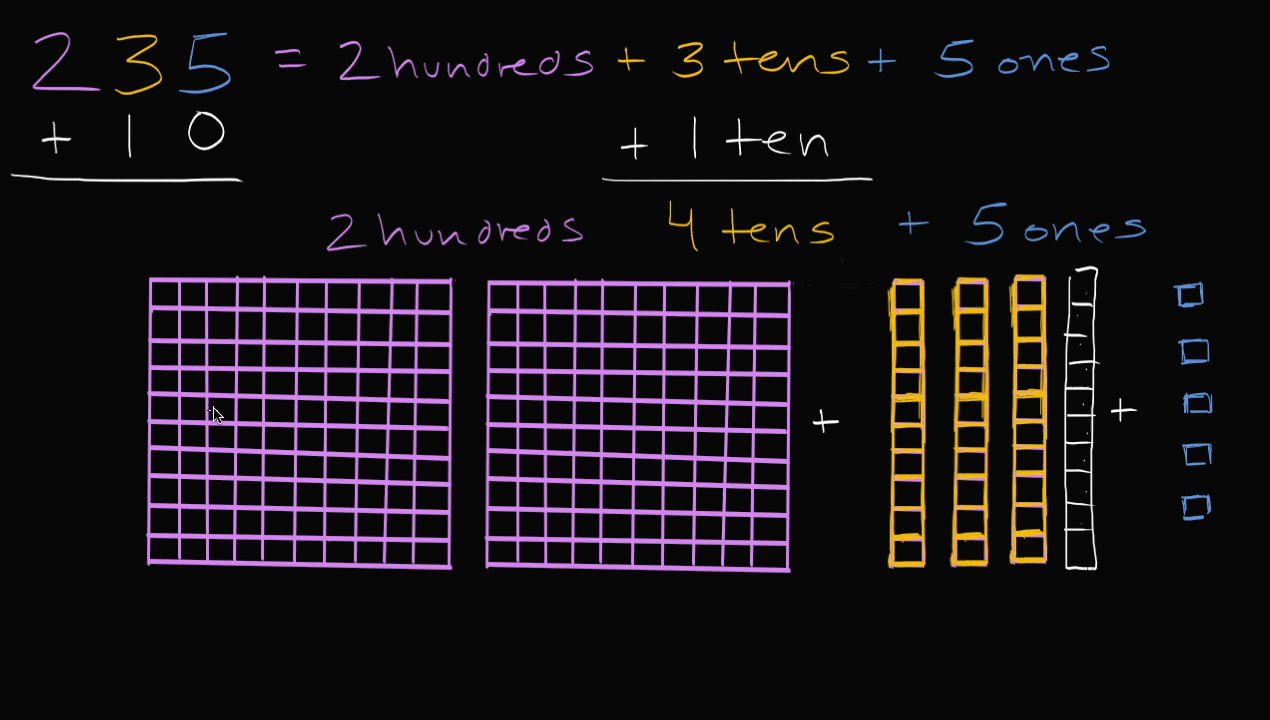 235 = 2 hundreds + 3 tens + 5 ones
+ 10 + 1 ten
2 hundreds 4 tens + 5 ones
+ +